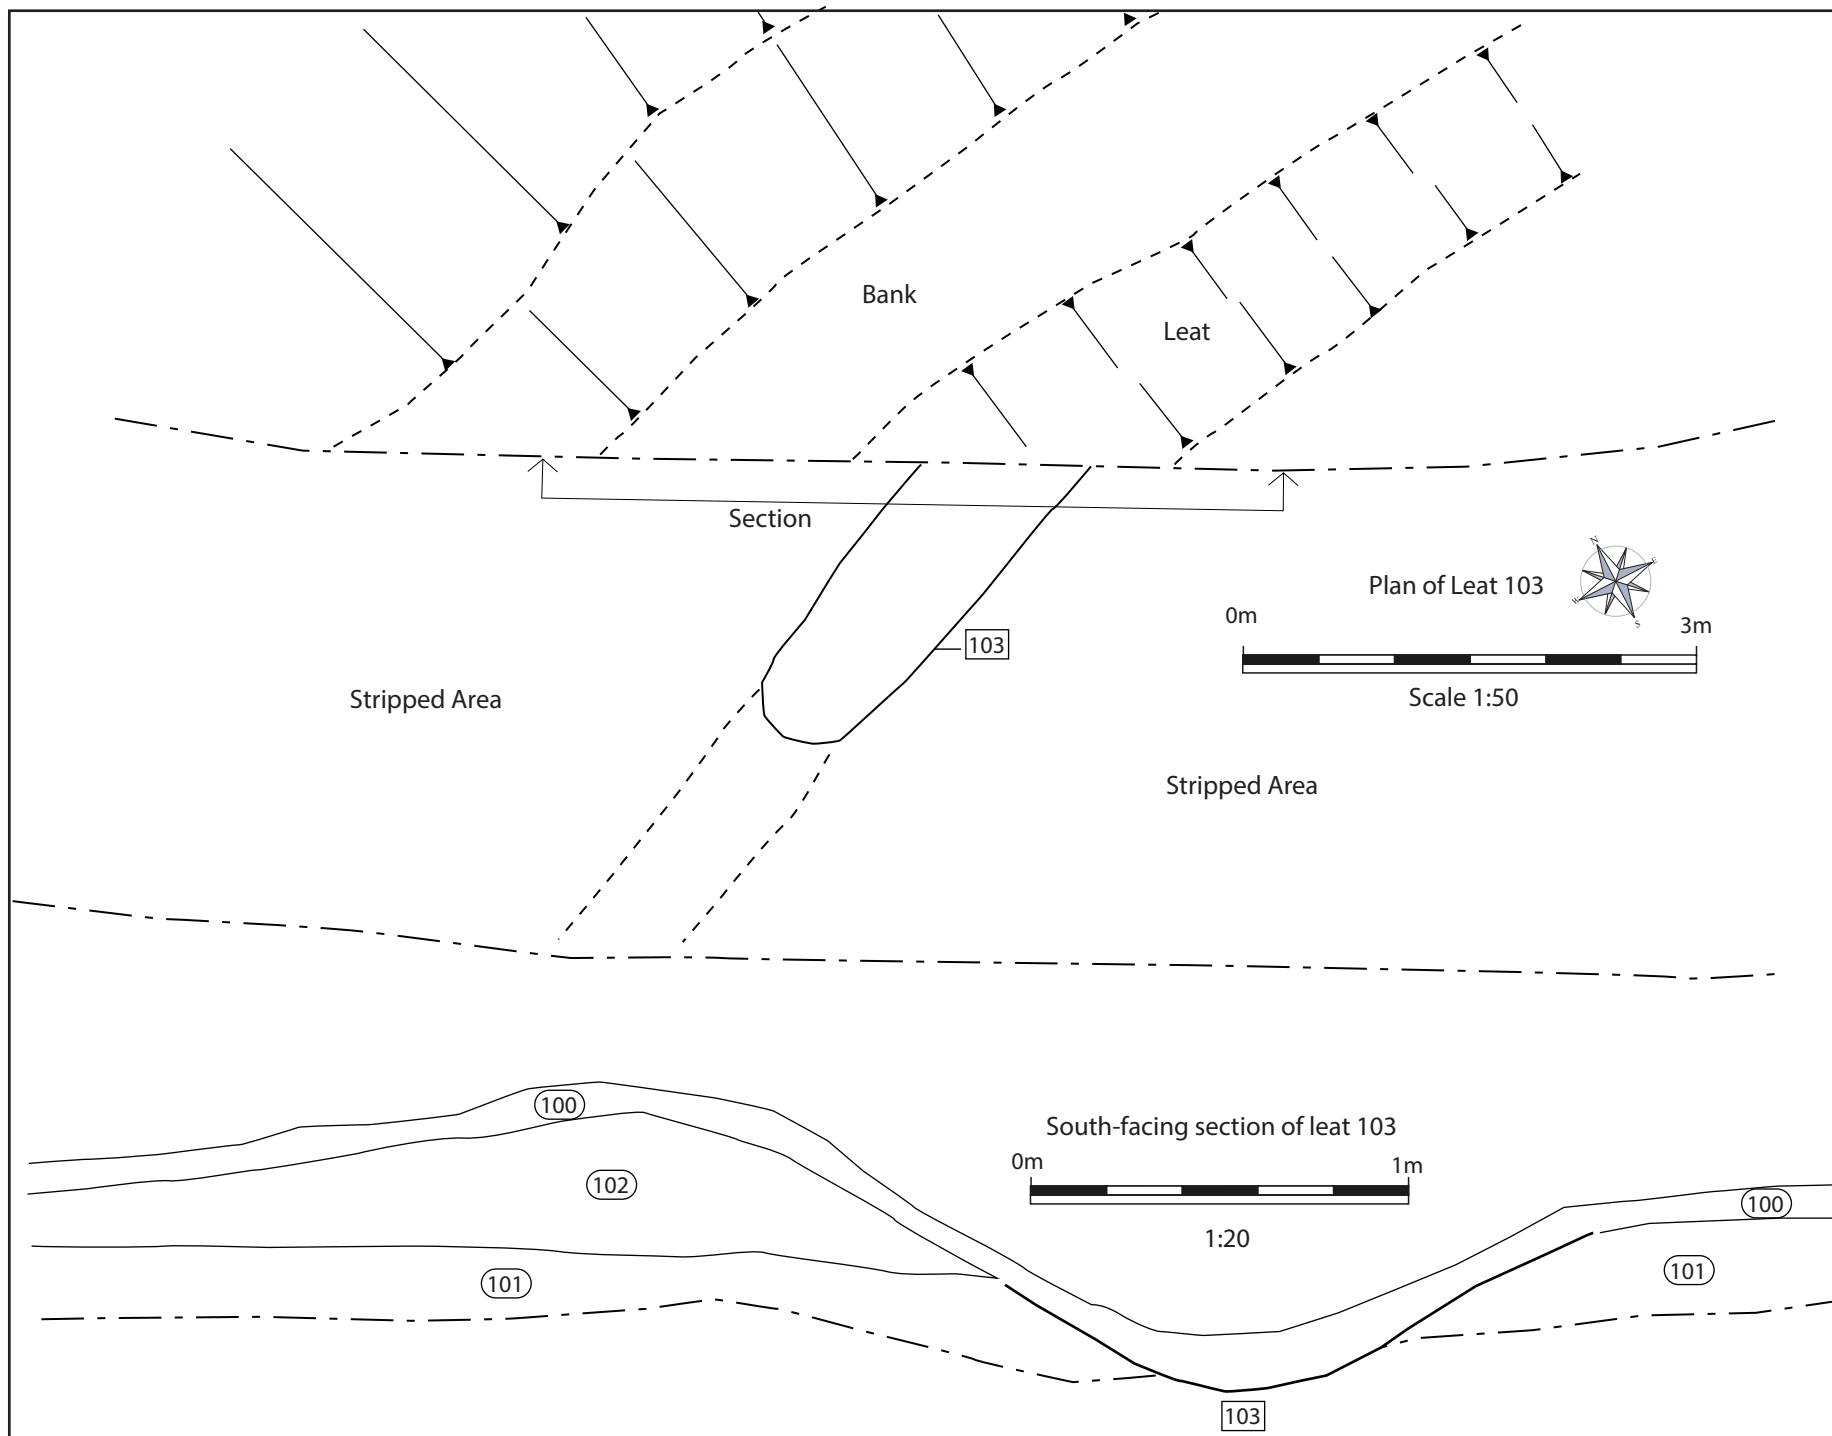 Bank
Leat
Section
N
E
W
S
Plan of Leat 103
0m
3m
Scale 1:50
103
Stripped Area
Stripped Area
100
South-facing section of leat 103
0m
1m
1:20
102
100
101
101
103